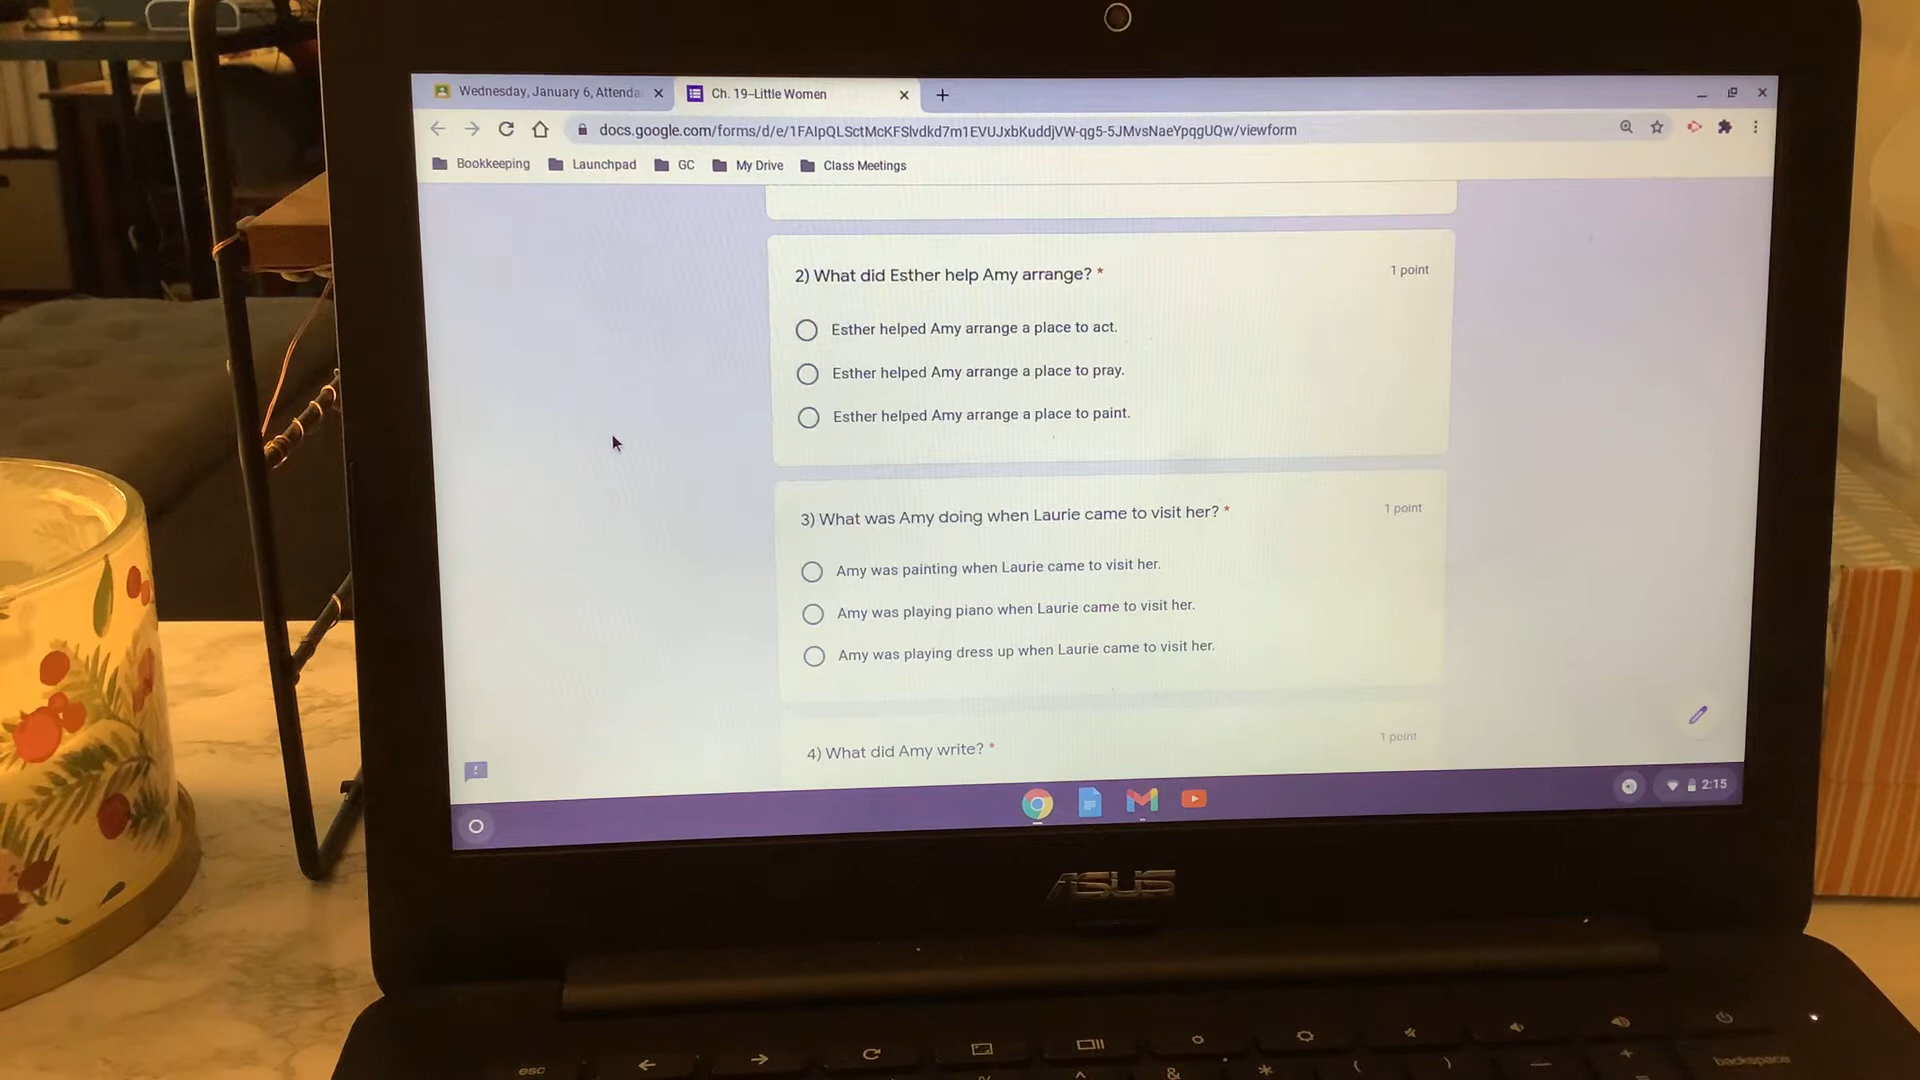 Wednesday, January 6, Attenda
Ch. 19–Little Women
docs.google.com/forms/d/e/1FAIpQLSctMcKFSlvdkd7m1EVUJxbKuddjVW-qg5-5JMvsNaeYpqgUQw/viewform
Bookkeeping Launchpad GC My Drive Class Meetings
2) What did Esther help Amy arrange? * 1 point
Esther helped Amy arrange a place to act.
Esther helped Amy arrange a place to pray.
Esther helped Amy arrange a place to paint.
3) What was Amy doing when Laurie came to visit her? * 1 point
Amy was painting when Laurie came to visit her.
Amy was playing piano when Laurie came to visit her.
Amy was playing dress up when Laurie came to visit her.
4) What did Amy write? * 1 point
2:15
ASUS
esc
backspace